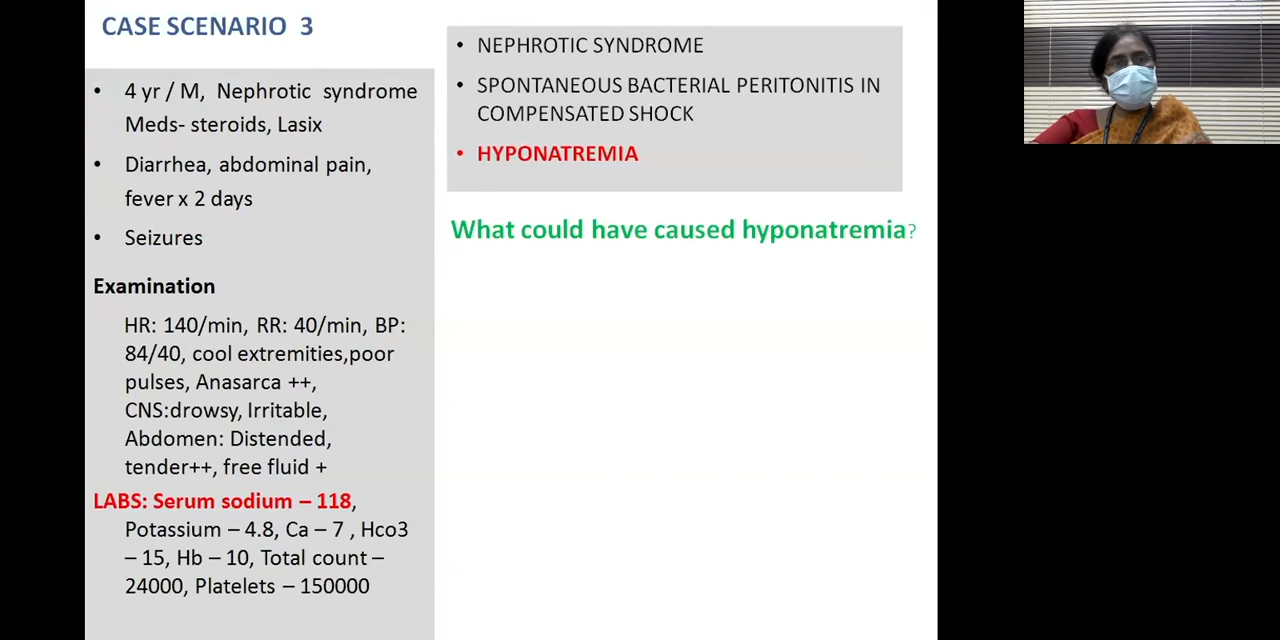 CASE SCENARIO 3
• 4 yr / M, Nephrotic syndrome
Meds- steroids, Lasix
• Diarrhea, abdominal pain,
fever x 2 days
• Seizures
Examination
HR: 140/min, RR: 40/min, BP:
84/40, cool extremities,poor
pulses, Anasarca ++,
CNS:drowsy, Irritable,
Abdomen: Distended,
tender++, free fluid +
LABS: Serum sodium – 118,
Potassium – 4.8, Ca – 7 , Hco3
– 15, Hb – 10, Total count –
24000, Platelets – 150000
• NEPHROTIC SYNDROME
• SPONTANEOUS BACTERIAL PERITONITIS IN
COMPENSATED SHOCK
• HYPONATREMIA
What could have caused hyponatremia?